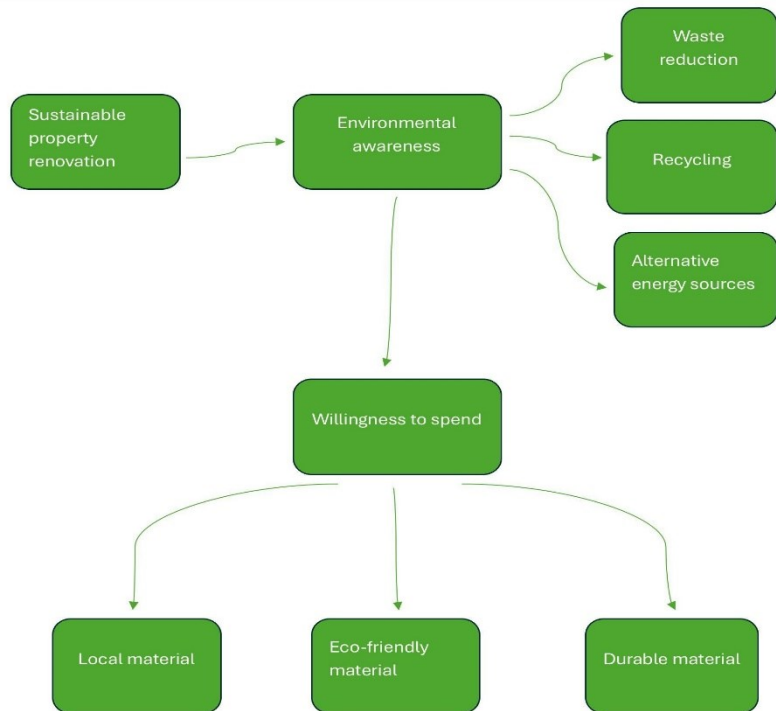 Waste
reduction
Sustainable
property
renovation
Environmental
awareness
Recycling
Alternative
energy sources
Willingness to spend
Local material
Eco-friendly
material
Durable material